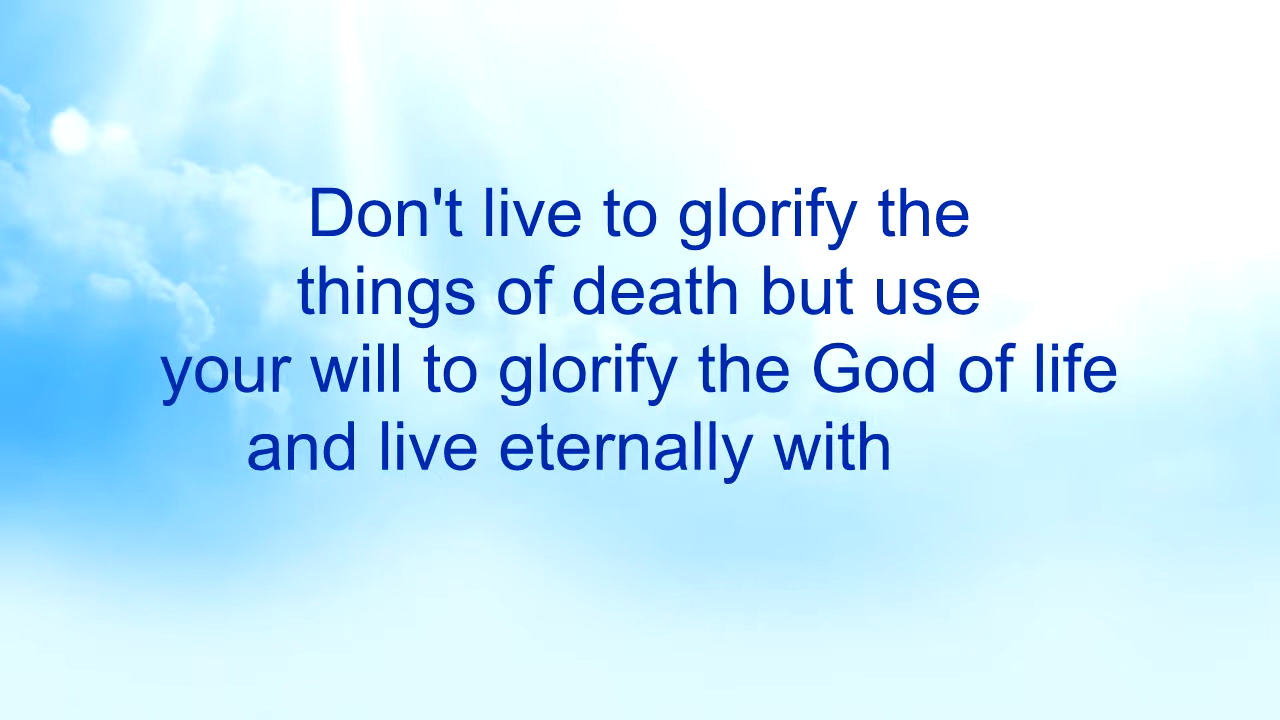 Don't live to glorify the
things of death but use
your will to glorify the God of life
and live eternally with